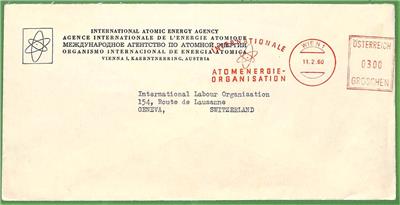 INTERNATIONAL ATOMIC ENERGY AGENCY
AGENCE INTERNATIONALE DE L'ENERGIE ATOMIQUE
МЕЖДУНАРОДНОЕ АГЕНТСТВО ПО АТОМНОЙ ЭНЕРГИИ
ORGANISMO INTERNACIONAL DE ENERGIA ATOMICA
VIENNA I, KAERNTNERRING, AUSTRIA
INTERNATIONALE
ATOMENERGIE-
ORGANISATION
WIEN 1
11.2.60
ÖSTERREICH
0300
GROSCHEN
International Labour Organization
154, Route de Lausanne
GENEVA, SWITZERLAND